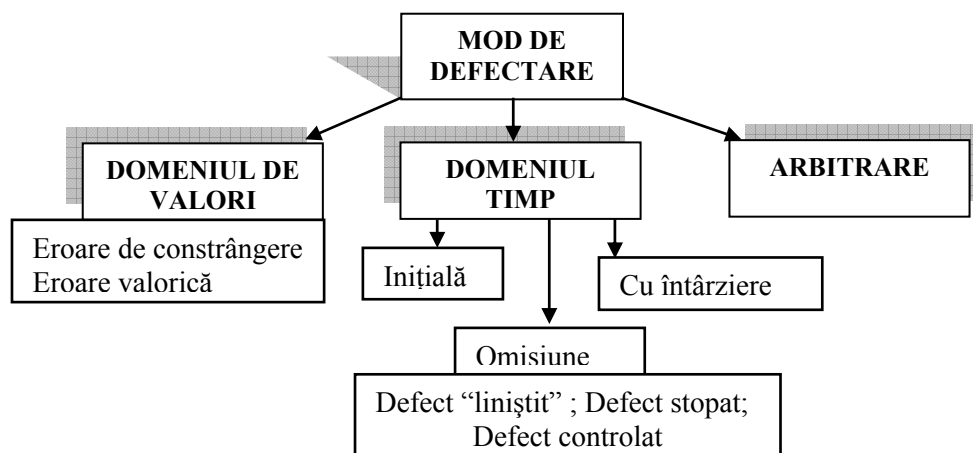 MOD DE
DEFECTARE
DOMENIUL DE
VALORI
DOMENIUL
TIMP
ARBITRARE
Eroare de constrângere
Eroare valorică
Iniţială
Cu întârziere
Omisiune
Defect “liniştit” ; Defect stopat;
Defect controlat